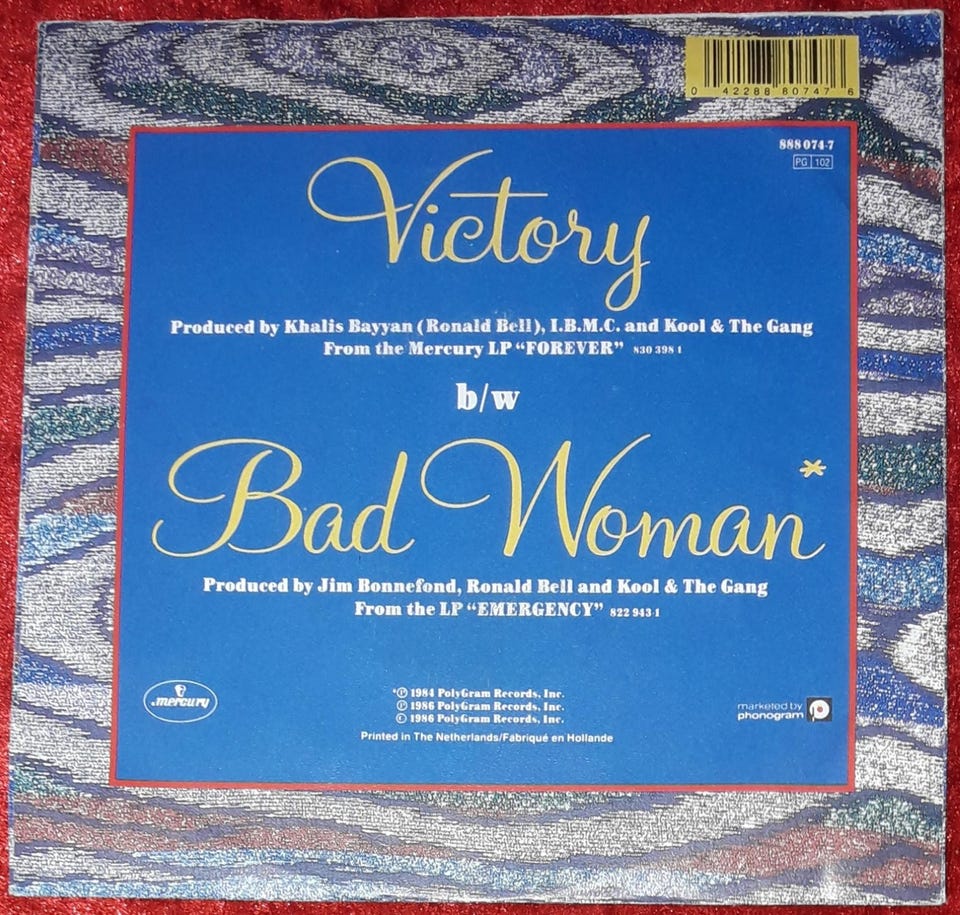 0 42288 80747 6
888 074-7
PG 102
Victory
Produced by Khalis Bayyan (Ronald Bell), I.B.M.C. and Kool & The Gang
From the Mercury LP “FOREVER” 830 398 1
b/w
Bad Woman*
Produced by Jim Bonnefond, Ronald Bell and Kool & The Gang
From the LP “EMERGENCY” 822 943-1
mercury
*℗ 1984 PolyGram Records, Inc.
℗ 1986 PolyGram Records, Inc.
© 1986 PolyGram Records, Inc.
Printed in The Netherlands/Fabriqué en Hollande
marketed by
phonogram